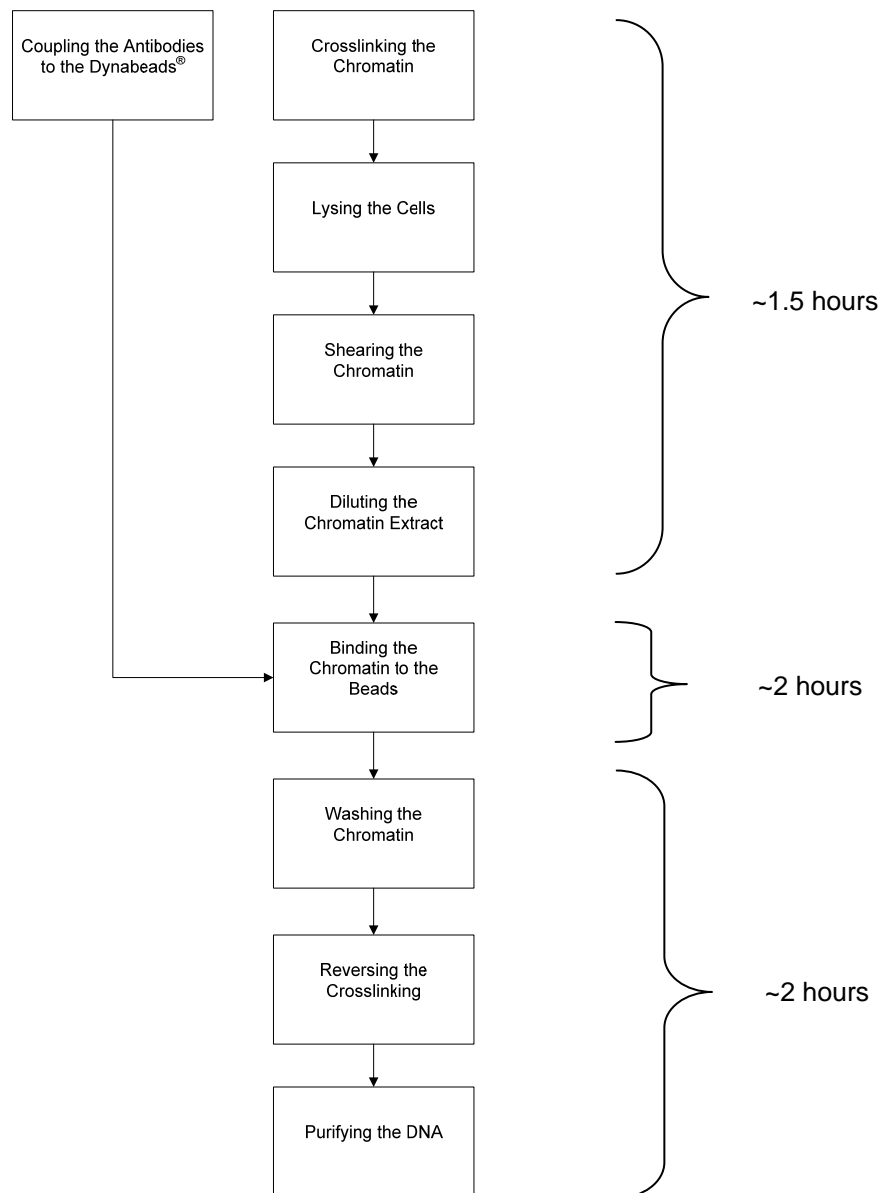 Coupling the Antibodies
to the Dynabeads®
Crosslinking the
Chromatin
Lysing the Cells
Shearing the
Chromatin
Diluting the
Chromatin Extract
~1.5 hours
Binding the
Chromatin to the
Beads
~2 hours
Washing the
Chromatin
Reversing the
Crosslinking
Purifying the DNA
~2 hours